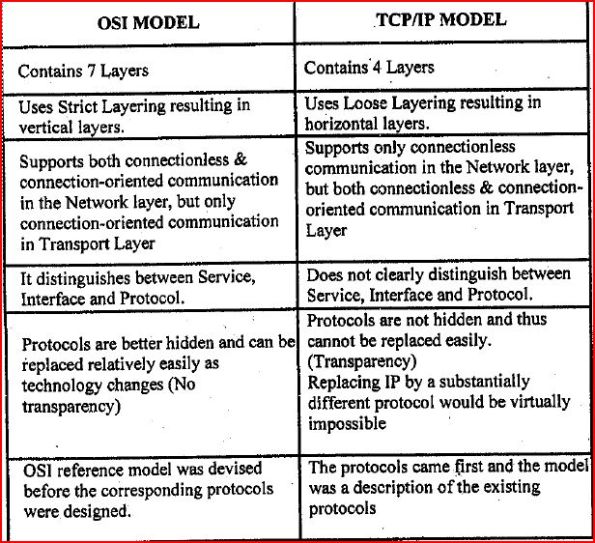 OSI MODEL
TCP/IP MODEL
Contains 7 Layers
Contains 4 Layers
Uses Strict Layering resulting in
vertical layers.
Uses Loose Layering resulting in
horizontal layers.
Supports both connectionless &
connection-oriented communication
in the Network layer, but only
connection-oriented communication
in Transport Layer
Supports only connectionless
communication in the Network layer,
but both connectionless & connection-
oriented communication in Transport
Layer
It distinguishes between Service,
Interface and Protocol.
Does not clearly distinguish between
Service, Interface and Protocol.
Protocols are better hidden and can be
replaced relatively easily as
technology changes (No
transparency)
Protocols are not hidden and thus
cannot be replaced easily.
(Transparency)
Replacing IP by a substantially
different protocol would be virtually
impossible
OSI reference model was devised
before the corresponding protocols
were designed.
The protocols came first and the model
was a description of the existing
protocols